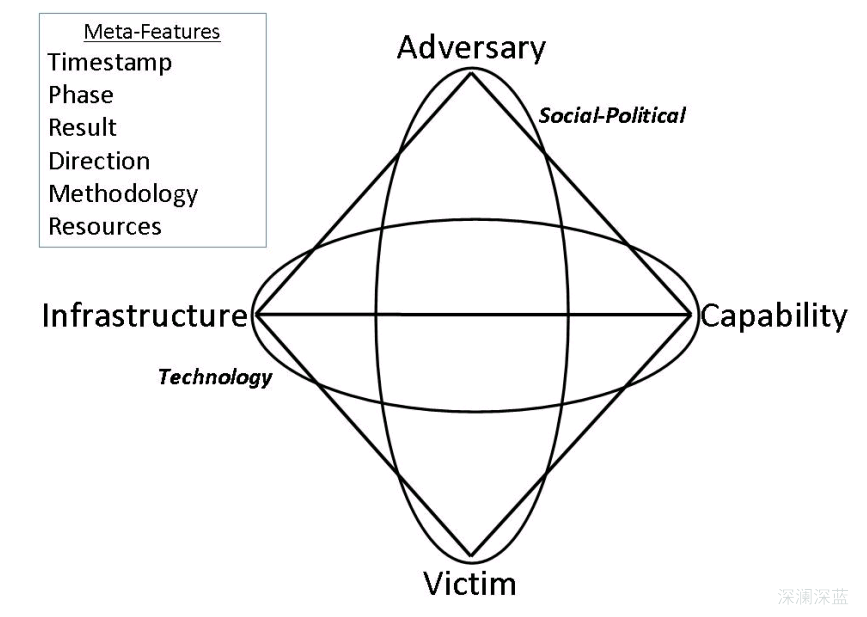 Meta-Features
Timestamp
Phase
Result
Direction
Methodology
Resources
Adversary
Social-Political
Infrastructure
Capability
Technology
Victim
深澜深蓝